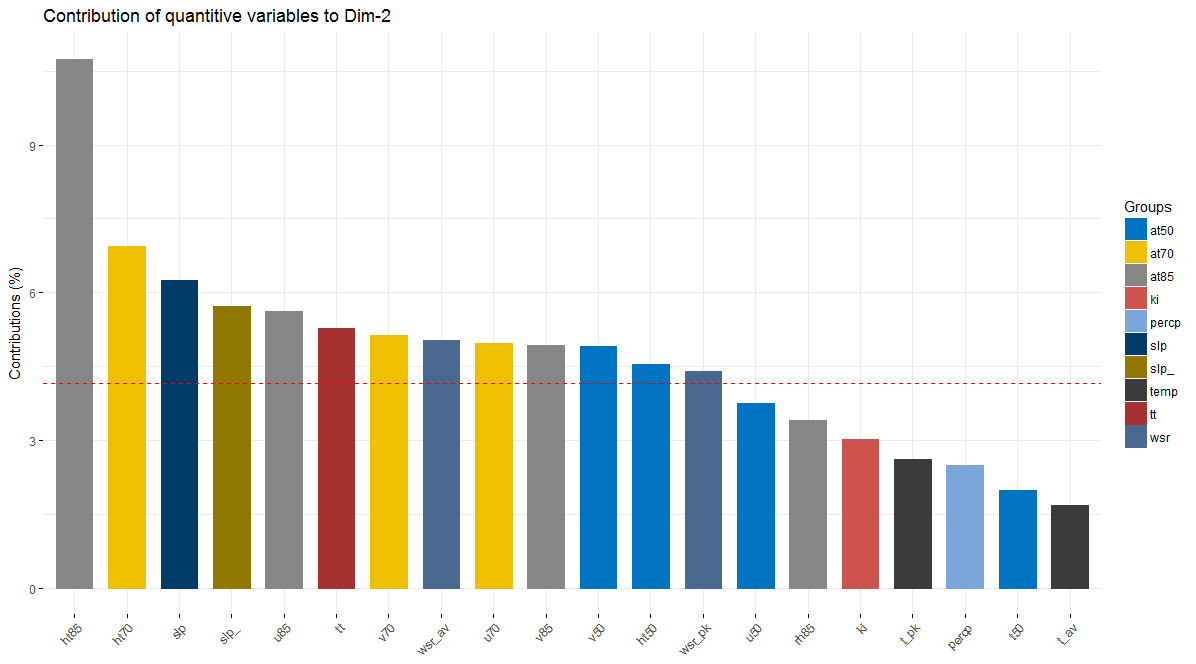 Contribution of quantitive variables to Dim-2
Contributions (%)
9
6
3
0
ht85
ht70
slp
slp_
u85
tt
v70
wsr_av
u70
v85
v50
ht50
wsr_pk
u50
rh85
ki
t_pk
percp
t50
t_av
Groups
at50
at70
at85
ki
percp
slp
slp_
temp
tt
wsr